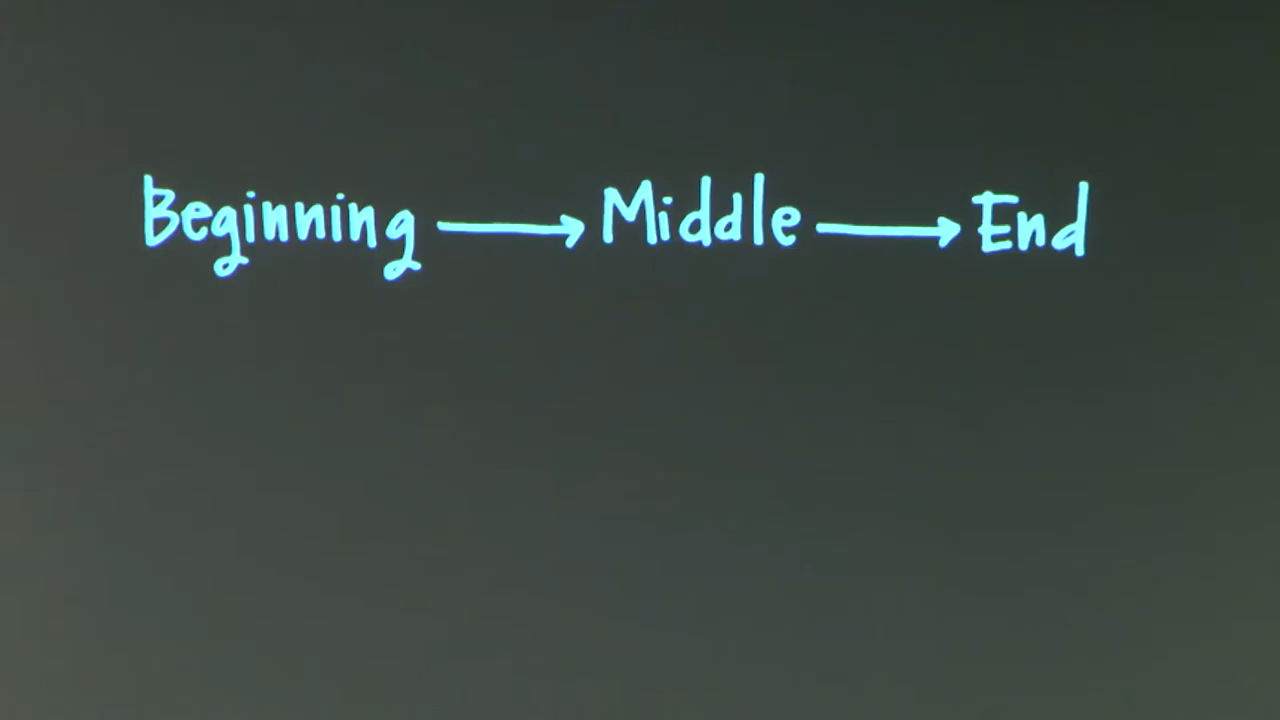 Beginning → Middle → End